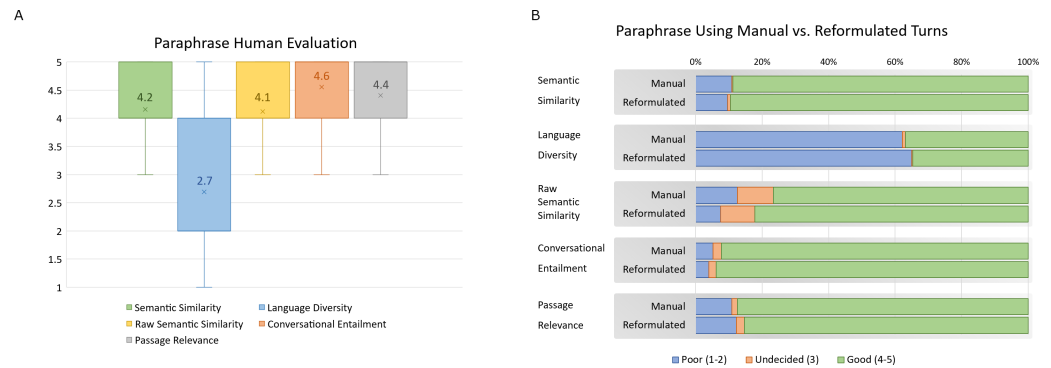 A
Paraphrase Human Evaluation
5
4.5
4
3.5
3
2.5
2
1.5
1
4.2
2.7
4.1
4.6
4.4
Semantic Similarity
Language Diversity
Raw Semantic Similarity
Conversational Entailment
Passage Relevance
B
Paraphrase Using Manual vs. Reformulated Turns
0% 20% 40% 60% 80% 100%
Semantic
Similarity
Manual
Reformulated
Language
Diversity
Manual
Reformulated
Raw
Semantic
Similarity
Manual
Reformulated
Conversational
Entailment
Manual
Reformulated
Passage
Relevance
Manual
Reformulated
Poor (1-2) Undecided (3) Good (4-5)